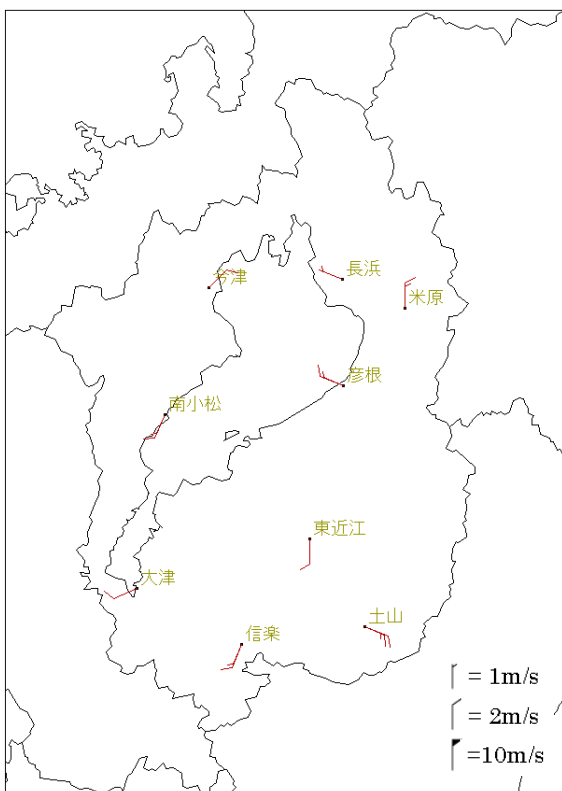 今津
長浜
米原
彦根
南小松
東近江
大津
土山
信楽
= 1m/s
= 2m/s
=10m/s